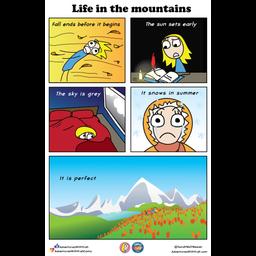 Life in the mountains
Fall ends before it begins
The sun sets early
The sky is grey
It snows in summer
It is perfect